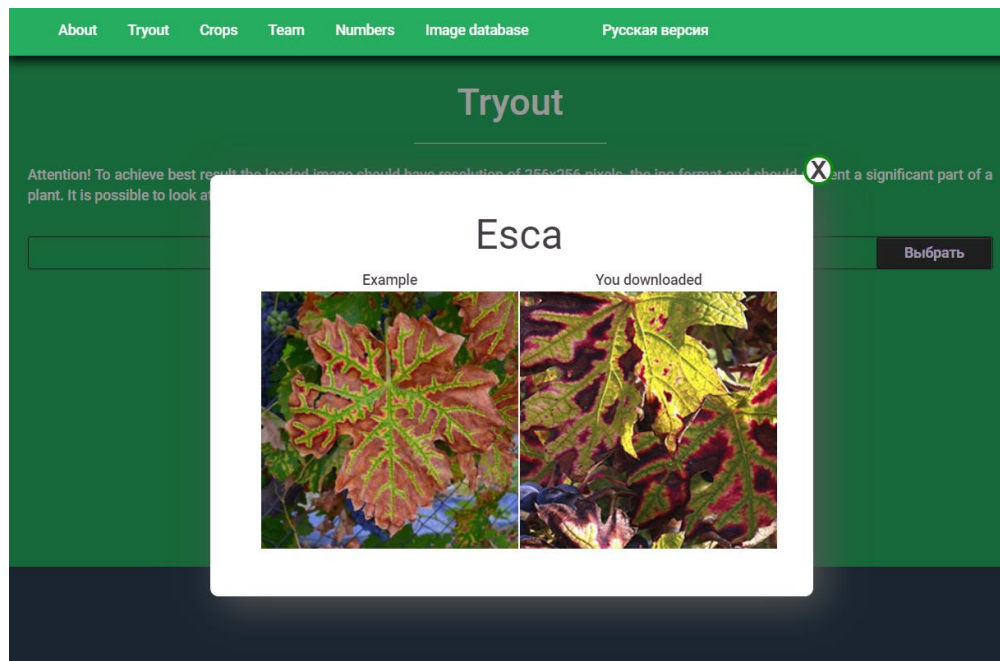 About Tryout Crops Team Numbers Image database Русская версия
Tryout
Attention! To achieve best result the loaded image should have resolution of 256x256 pixels, the jpg format and should a significant part of a
plant. It is possible to look at
Выбрать
X
Esca
Example You downloaded